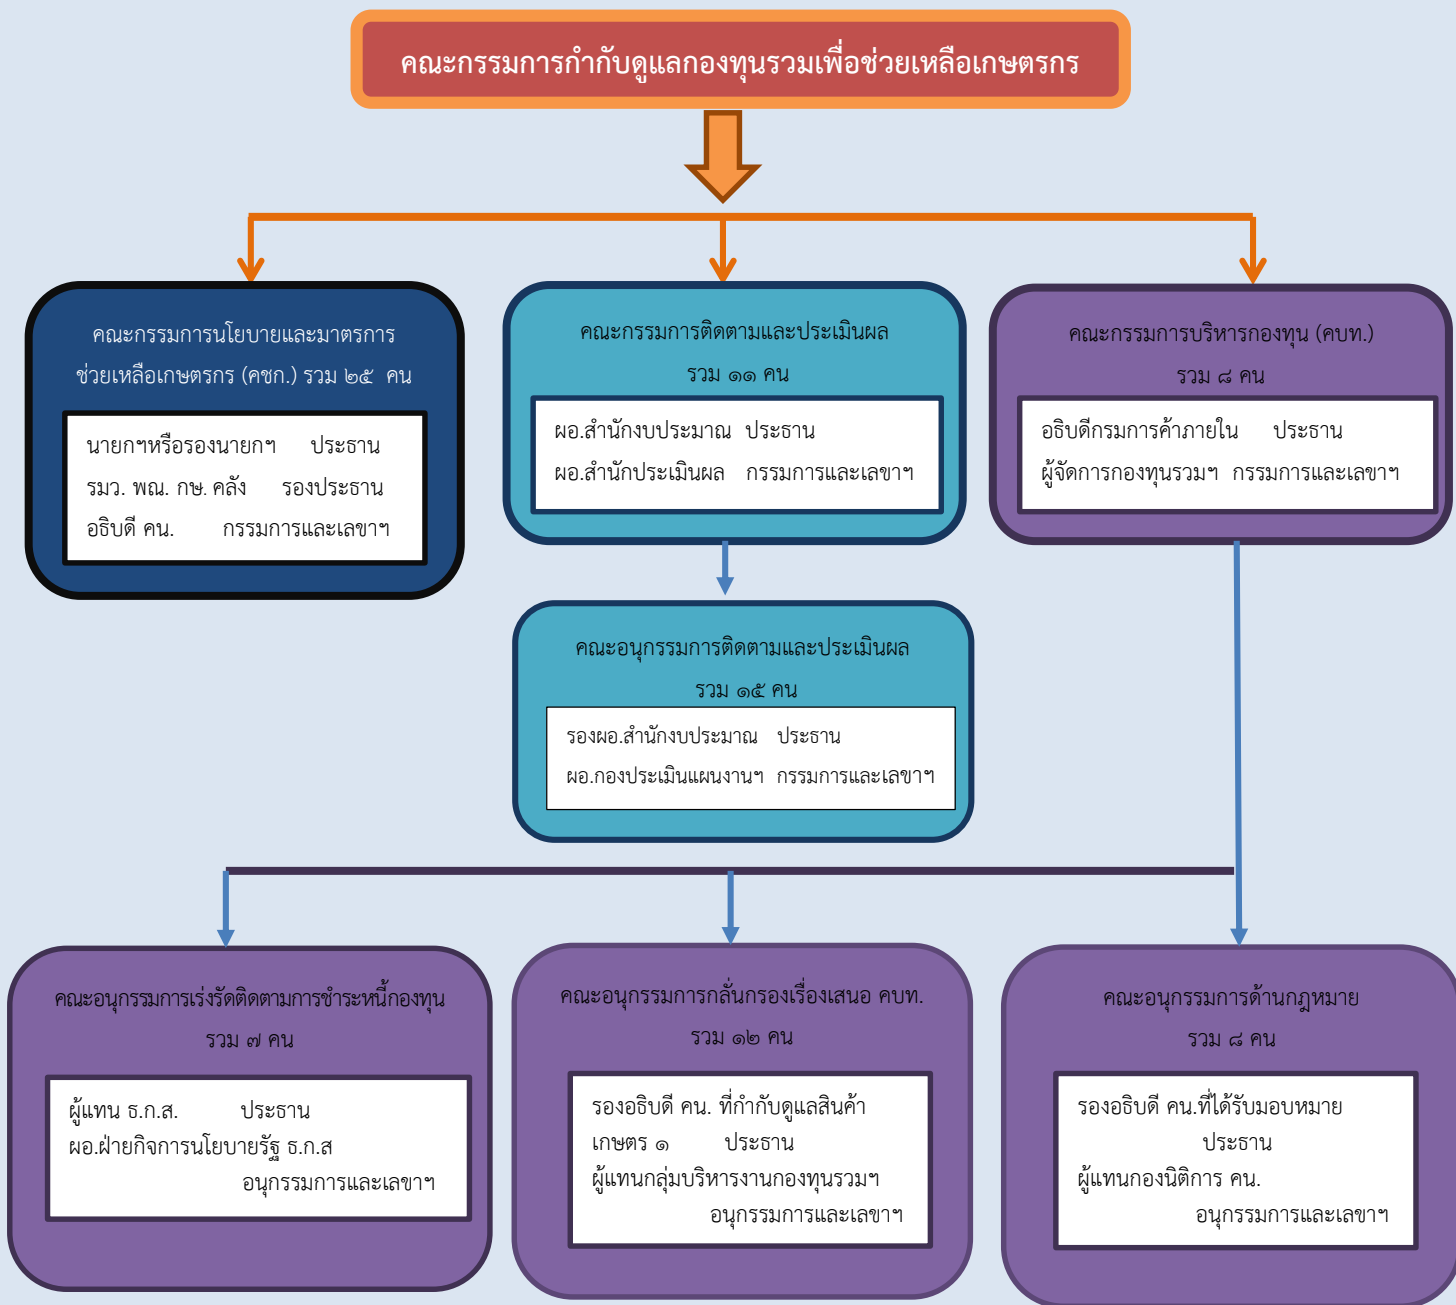 คณะกรรมการกำกับดูแลกองทุนรวมเพื่อช่วยเหลือเกษตรกร
คณะกรรมการนโยบายและมาตรการ
ช่วยเหลือเกษตรกร (คชก.) รวม ๒๕ คน
นายกฯหรือรองนายกฯ ประธาน
รมว. พณ. กษ. คลัง รองประธาน
อธิบดี คน. กรรมการและเลขาฯ
คณะกรรมการติดตามและประเมินผล
รวม ๑๑ คน
ผอ.สำนักงบประมาณ ประธาน
ผอ.สำนักประเมินผล กรรมการและเลขาฯ
คณะกรรมการบริหารกองทุน (คบท.)
รวม ๘ คน
อธิบดีกรมการค้าภายใน ประธาน
ผู้จัดการกองทุนรวมฯ กรรมการและเลขาฯ
คณะอนุกรรมการติดตามและประเมินผล
รวม ๑๕ คน
รองผอ.สำนักงบประมาณ ประธาน
ผอ.กองประเมินแผนงานฯ กรรมการและเลขาฯ
คณะอนุกรรมการเร่งรัดติดตามการชำระหนี้กองทุน
รวม ๗ คน
ผู้แทน ธ.ก.ส. ประธาน
ผอ.ฝ่ายกิจการนโยบายรัฐ ธ.ก.ส
อนุกรรมการและเลขาฯ
คณะอนุกรรมการกลั่นกรองเรื่องเสนอ คบท.
รวม ๑๒ คน
รองอธิบดี คน. ที่กำกับดูแลสินค้า
เกษตร ๑ ประธาน
ผู้แทนกลุ่มบริหารงานกองทุนรวมฯ
อนุกรรมการและเลขาฯ
คณะอนุกรรมการด้านกฎหมาย
รวม ๘ คน
รองอธิบดี คน.ที่ได้รับมอบหมาย
ประธาน
ผู้แทนกองนิติการ คน.
อนุกรรมการและเลขาฯ